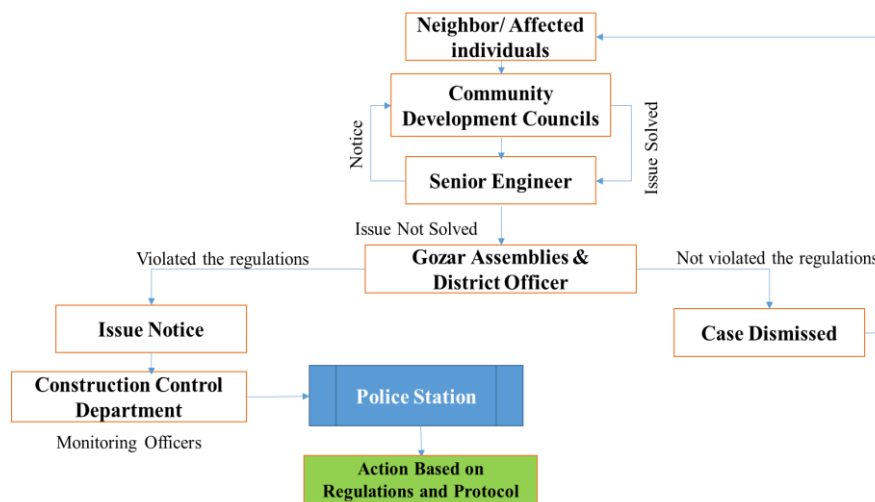 Neighbor/ Affected
individuals
Community
Development Councils
Notice
Issue Solved
Senior Engineer
Issue Not Solved
Violated the regulations
Gozar Assemblies &
District Officer
Not violated the regulations
Issue Notice
Case Dismissed
Construction Control
Department
Police Station
Monitoring Officers
Action Based on
Regulations and Protocol